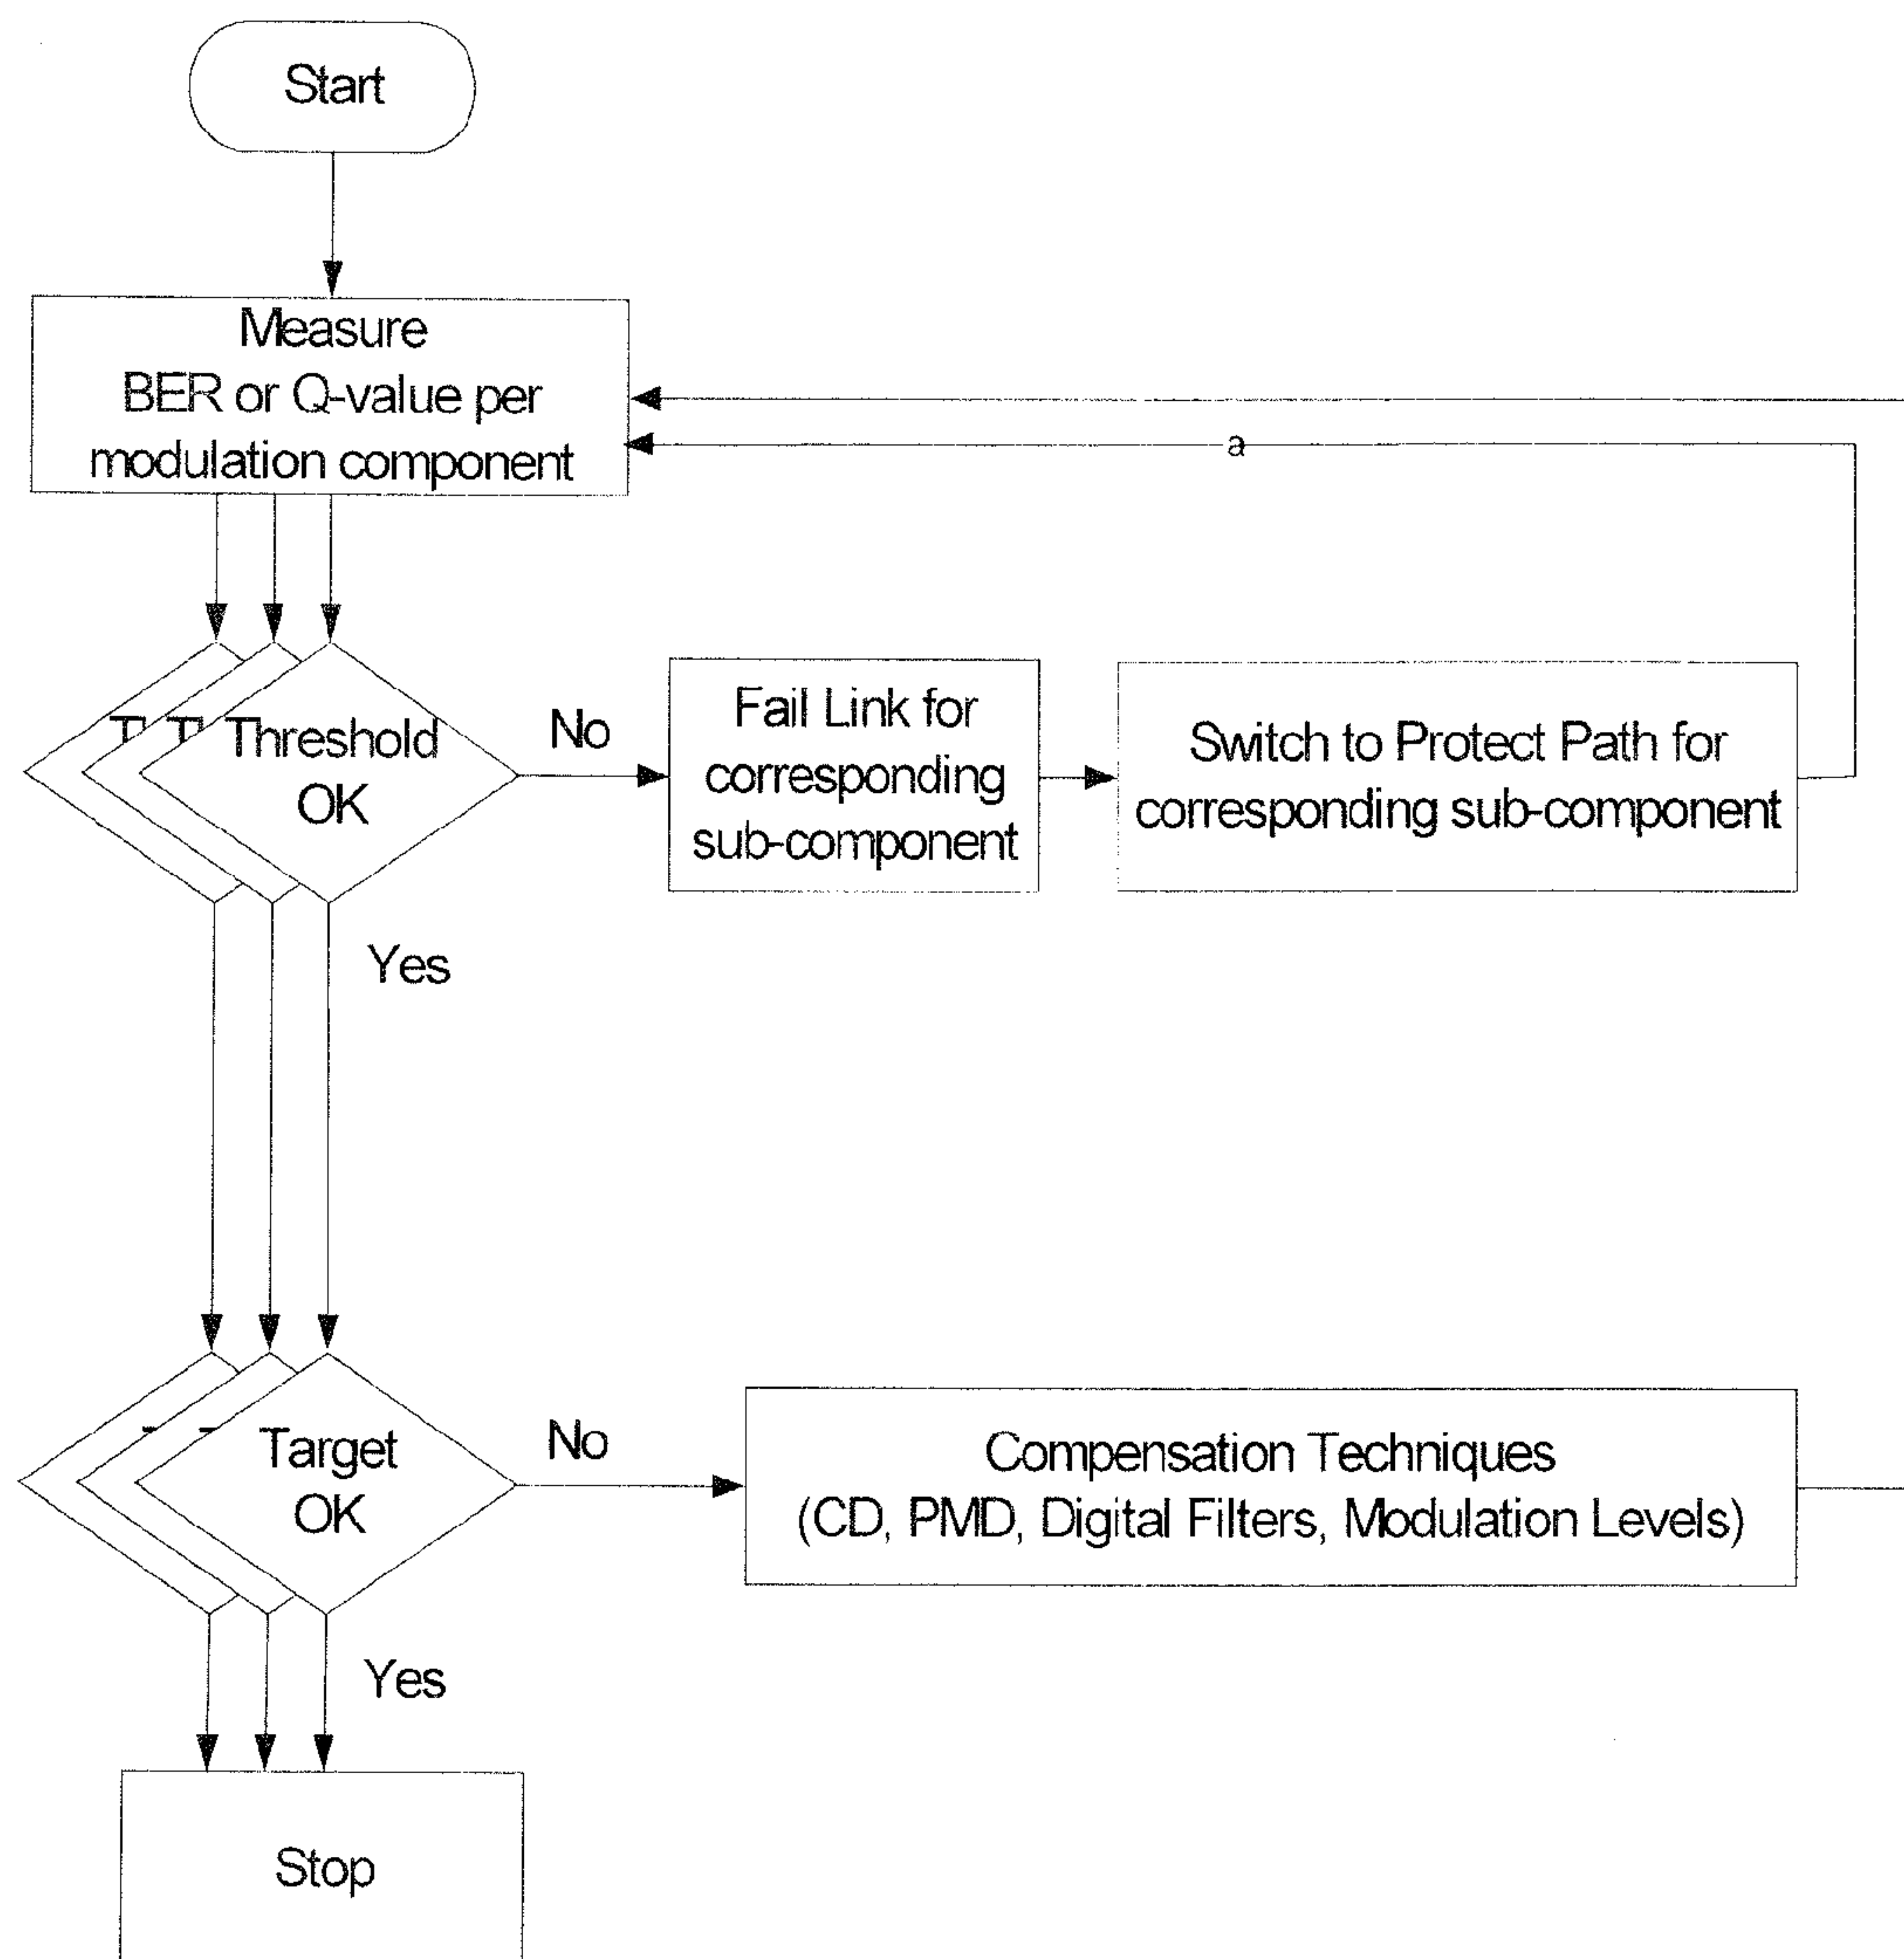 Start
Measure
BER or Q-value per
modulation component
a
T T Threshold
OK
No
Fail Link for
corresponding
sub-component
Switch to Protect Path for
corresponding sub-component
Yes
Target
OK
No
Compensation Techniques
(CD, PMD, Digital Filters, Modulation Levels)
Yes
Stop